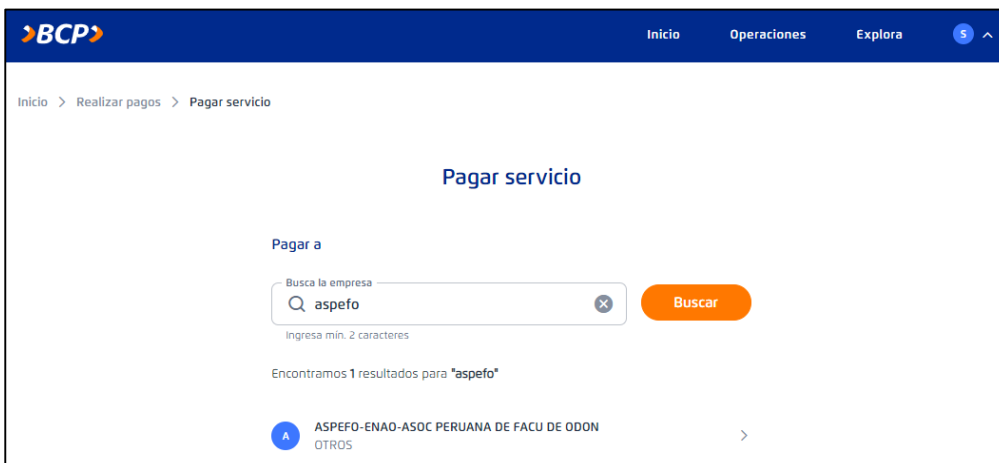 BCP
Inicio Operaciones Explora S
Inicio > Realizar pagos > Pagar servicio
Pagar servicio
Pagar a
Busca la empresa
aspefo
Buscar
Ingresa mín. 2 caracteres
Encontramos 1 resultados para "aspefo"
A
ASPEFO-ENAO-ASOC PERUANA DE FACU DE ODON
OTROS